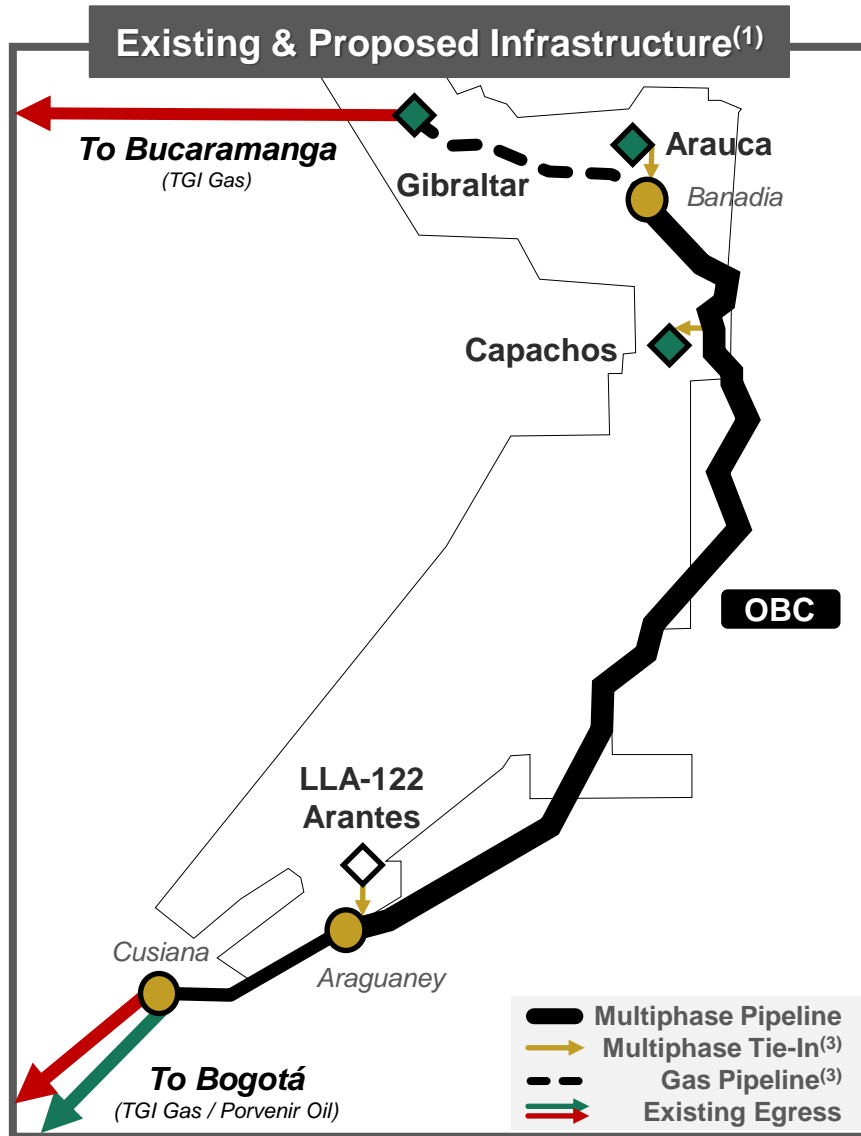 Existing & Proposed Infrastructure(1)
To Bucaramanga
(TGI Gas)
Gibraltar
Arauca
Banadia
Capachos
OBC
LLA-122
Arantes
Cusiana
Araguaney
To Bogotá
(TGI Gas / Porvenir Oil)
Multiphase Pipeline
Multiphase Tie-In(3)
Gas Pipeline(3)
Existing Egress